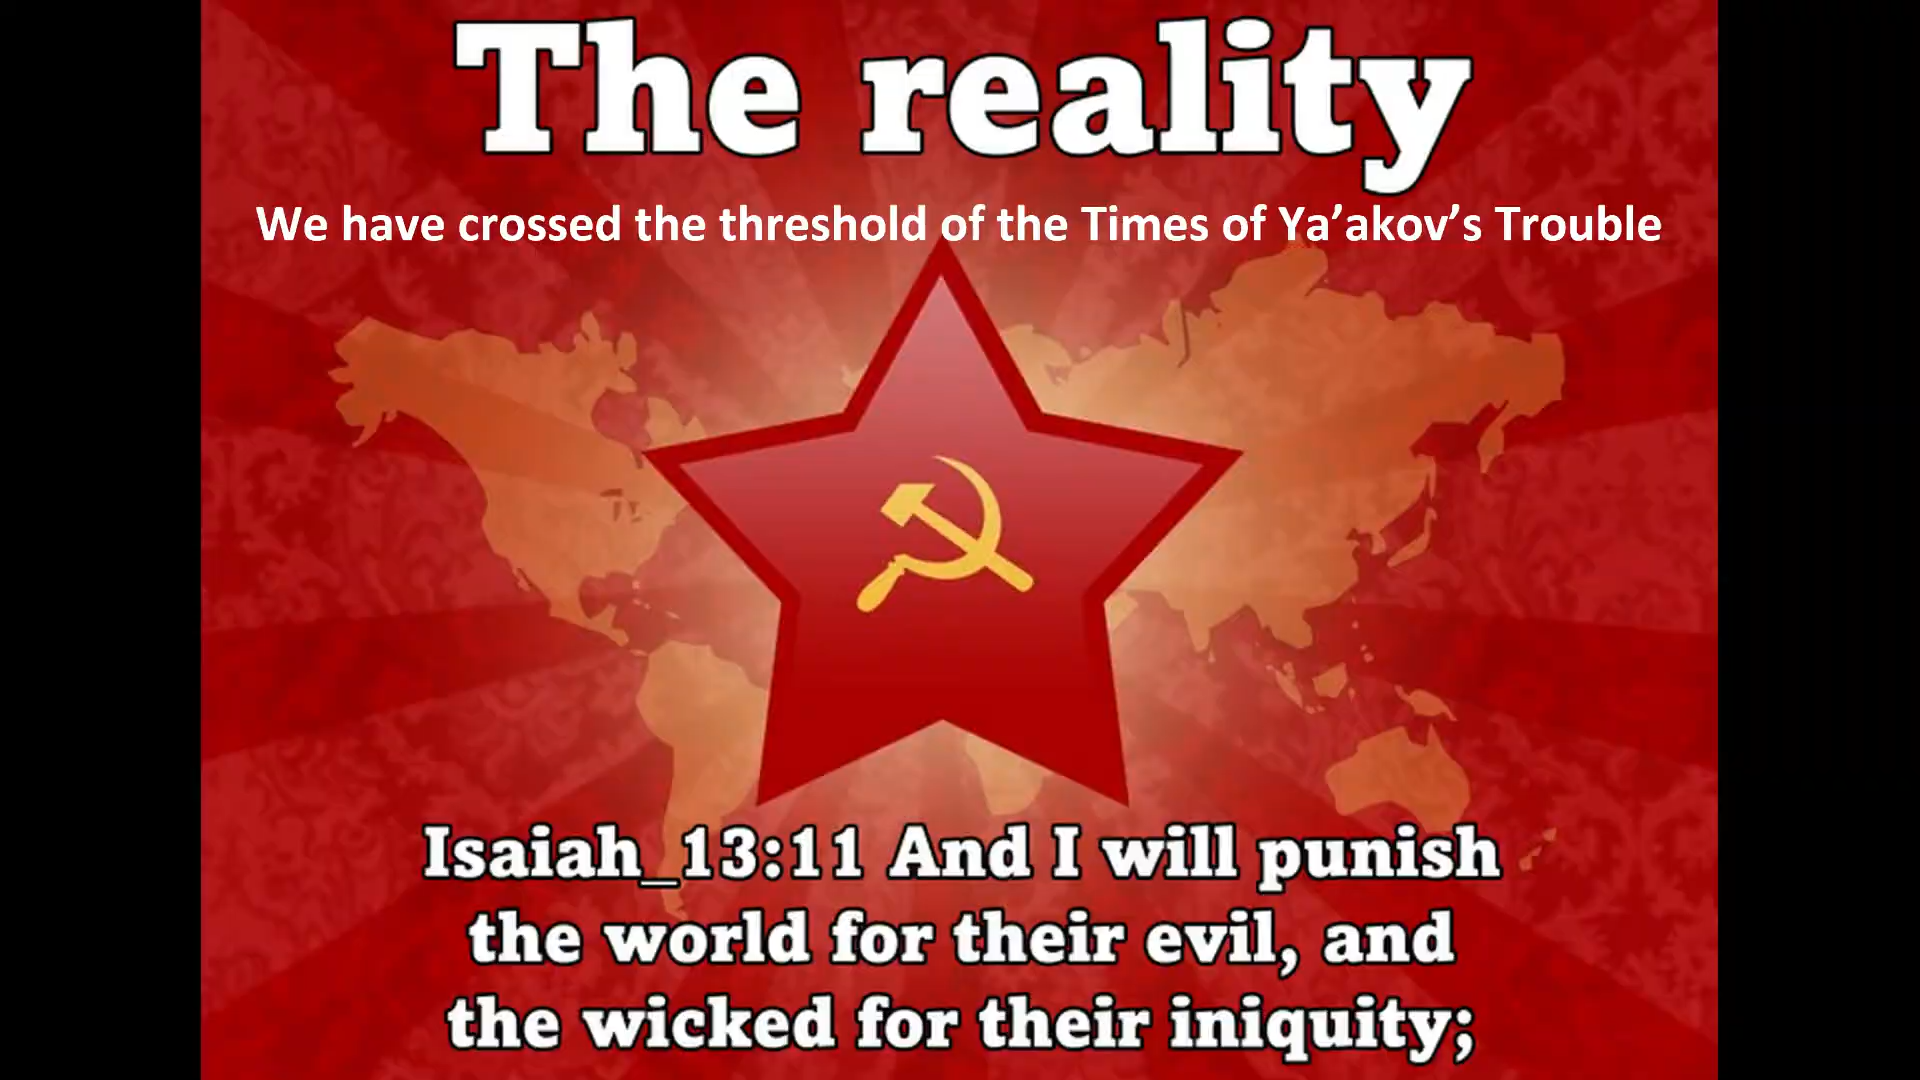 The reality
We have crossed the threshold of the Times of Ya’akov’s Trouble
Isaiah_13:11 And I will punish
the world for their evil, and
the wicked for their iniquity;